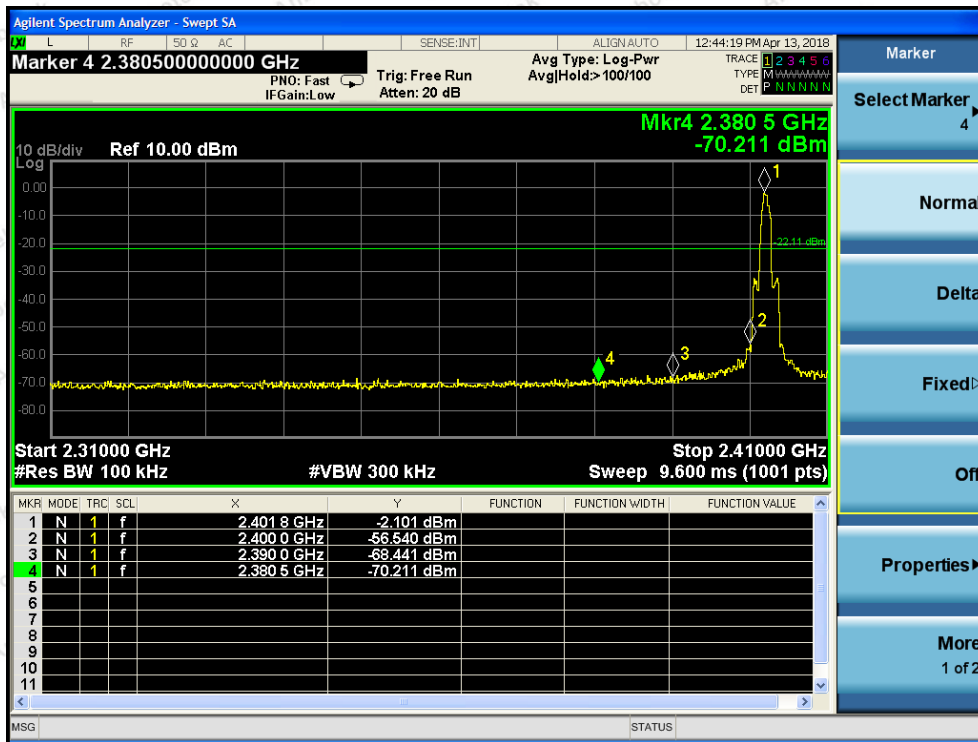 Agilent Spectrum Analyzer - Swept SA
LXI L RF 50 Ω AC SENSE:INT ALIGN AUTO 12:44:19 PM Apr 13, 2018
Marker 4 2.380500000000 GHz
PNO: Fast
IFGain:Low
Trig: Free Run
Atten: 20 dB
Avg Type: Log-Pwr
Avg|Hold:> 100/100
TRACE 1 2 3 4 5 6
TYPE M
DET P N N N N N
Mkr4 2.380 5 GHz
-70.211 dBm
10 dB/div Ref 10.00 dBm
Log
0.00
-10.0
-20.0
-30.0
-40.0
-50.0
-60.0
-70.0
-80.0
1
-22.11 dBm
2
3
4
Start 2.31000 GHz Stop 2.41000 GHz
#Res BW 100 kHz #VBW 300 kHz Sweep 9.600 ms (1001 pts)
MKR MODE TRC SCL X Y FUNCTION FUNCTION WIDTH FUNCTION VALUE
1 N 1 f 2.401 8 GHz -2.101 dBm
2 N 1 f 2.400 0 GHz -56.540 dBm
3 N 1 f 2.390 0 GHz -68.441 dBm
4 N 1 f 2.380 5 GHz -70.211 dBm
5
6
7
8
9
10
11
MSG STATUS
Marker
Select Marker
4
Normal
Delta
Fixed
Off
Properties
More
1 of 2